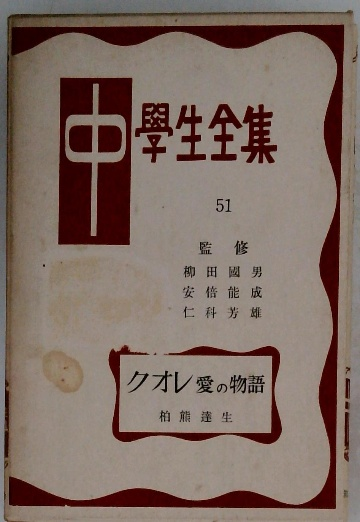 中學生全集
51
監修
柳田國男
安倍能成
仁科芳雄
クオレ愛の物語
柏熊達生